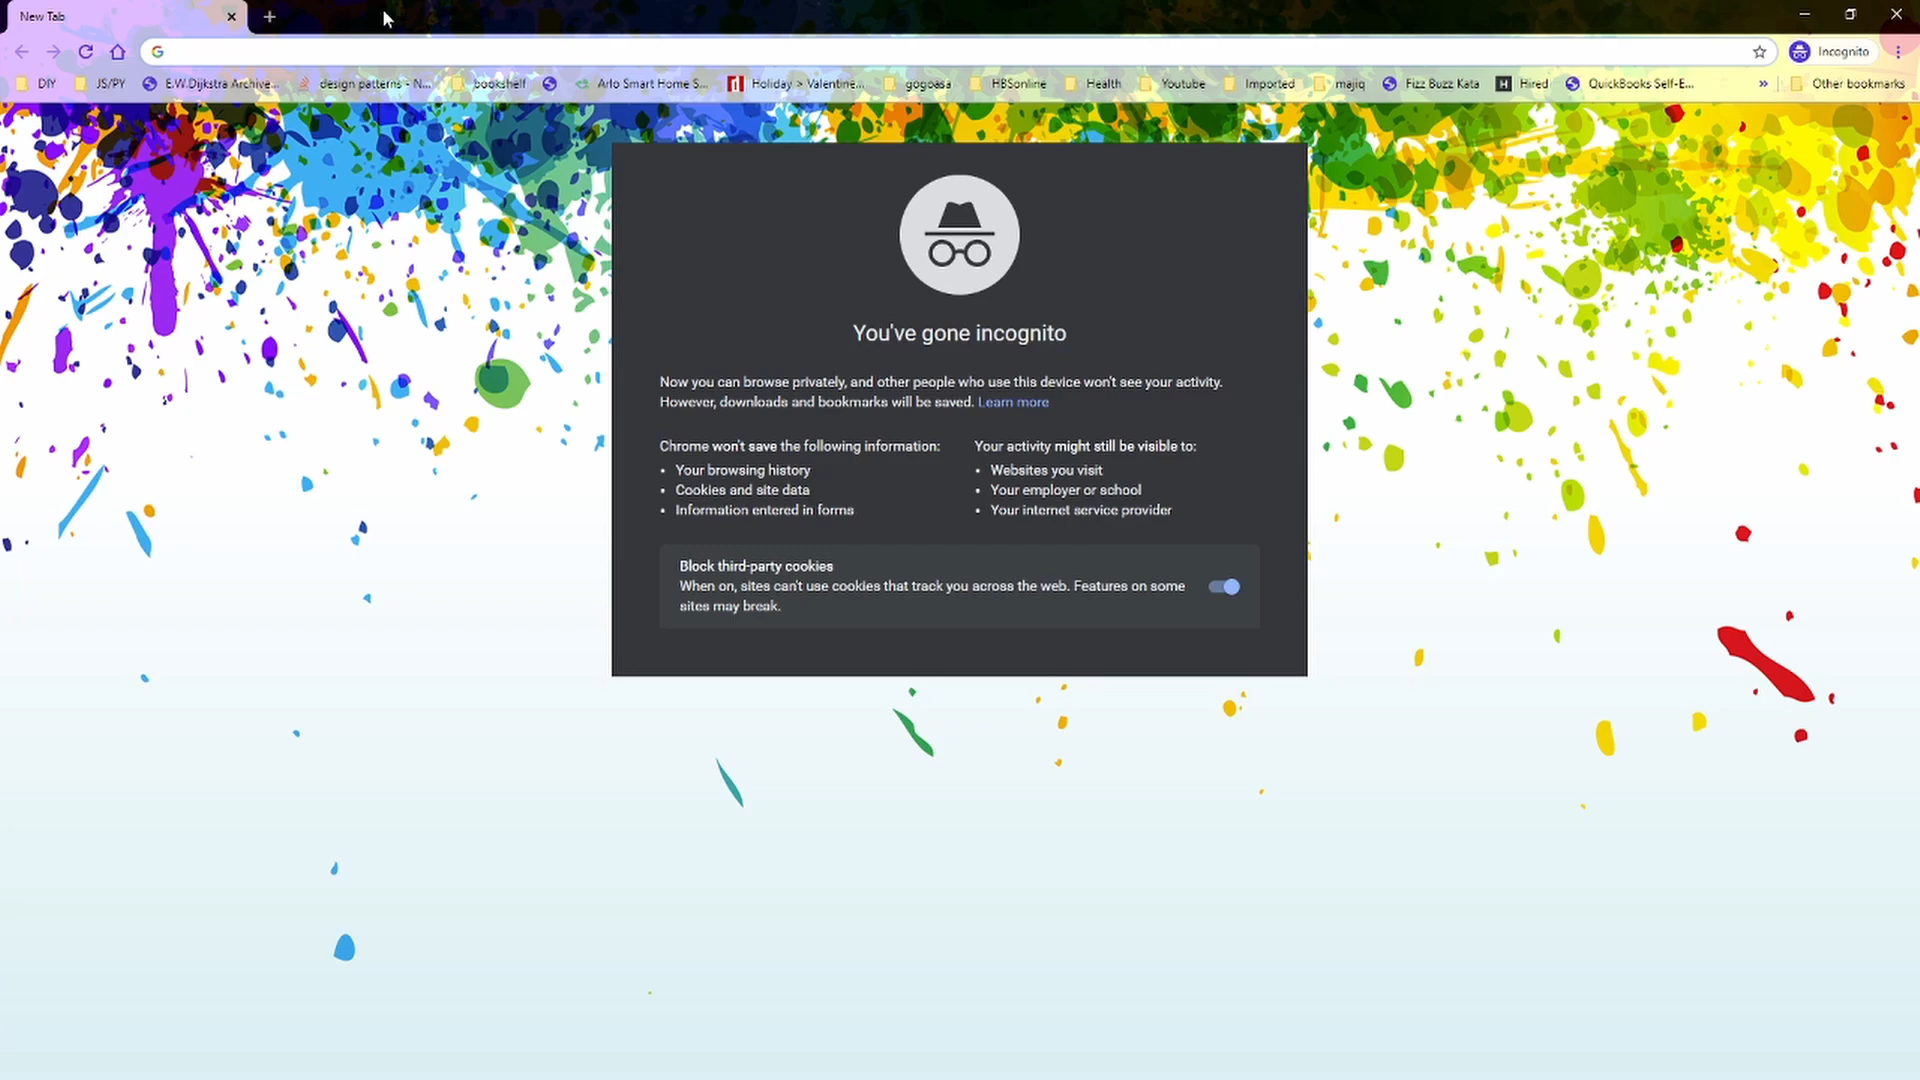 New Tab
Incognito
DIY JS/PY E.W.Dijkstra Archive... design patterns - N... bookshelf Arlo Smart Home S... Holiday > Valentine... gogoasa HBSonline Health Youtube Imported majiq Fizz Buzz Kata H Hired QuickBooks Self-E... » Other bookmarks
You've gone incognito
Now you can browse privately, and other people who use this device won't see your activity.
However, downloads and bookmarks will be saved. Learn more
Chrome won't save the following information:
• Your browsing history
• Cookies and site data
• Information entered in forms
Your activity might still be visible to:
• Websites you visit
• Your employer or school
• Your internet service provider
Block third-party cookies
When on, sites can't use cookies that track you across the web. Features on some
sites may break.